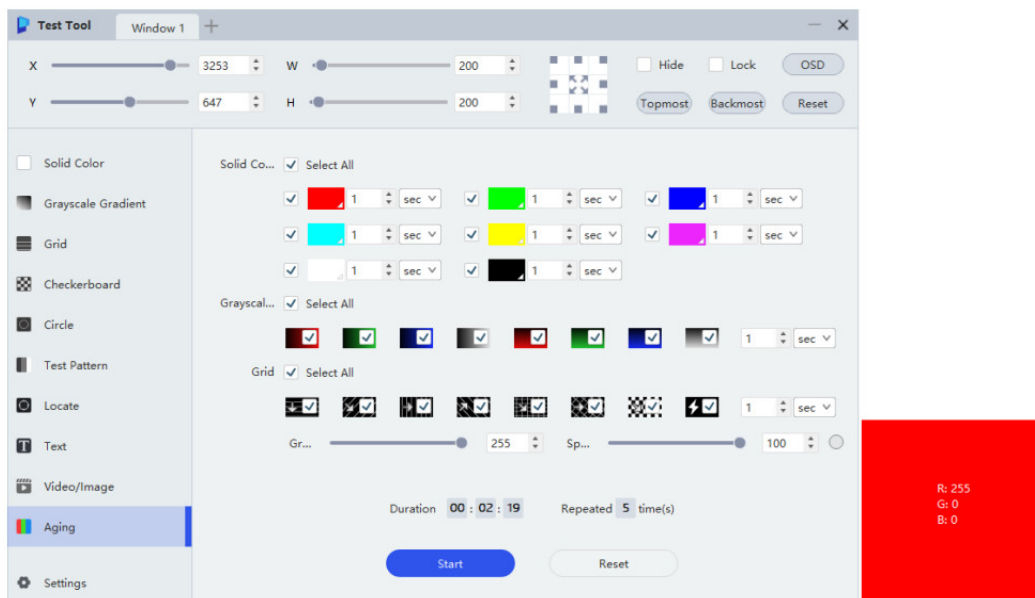 Test Tool Window 1
X 3253 W 200 Hide Lock OSD
Y 647 H 200 Topmost Backmost Reset
Solid Color
Grayscale Gradient
Grid
Checkerboard
Circle
Test Pattern
Locate
Text
Video/Image
Aging
Settings
Solid Co... Select All
1 sec 1 sec 1 sec
1 sec 1 sec 1 sec
1 sec 1 sec
Grayscal... Select All
1 sec
Grid Select All
1 sec
Gr... 255 Sp... 100
Duration 00 : 02 : 19 Repeated 5 time(s)
Start Reset
R: 255
G: 0
B: 0